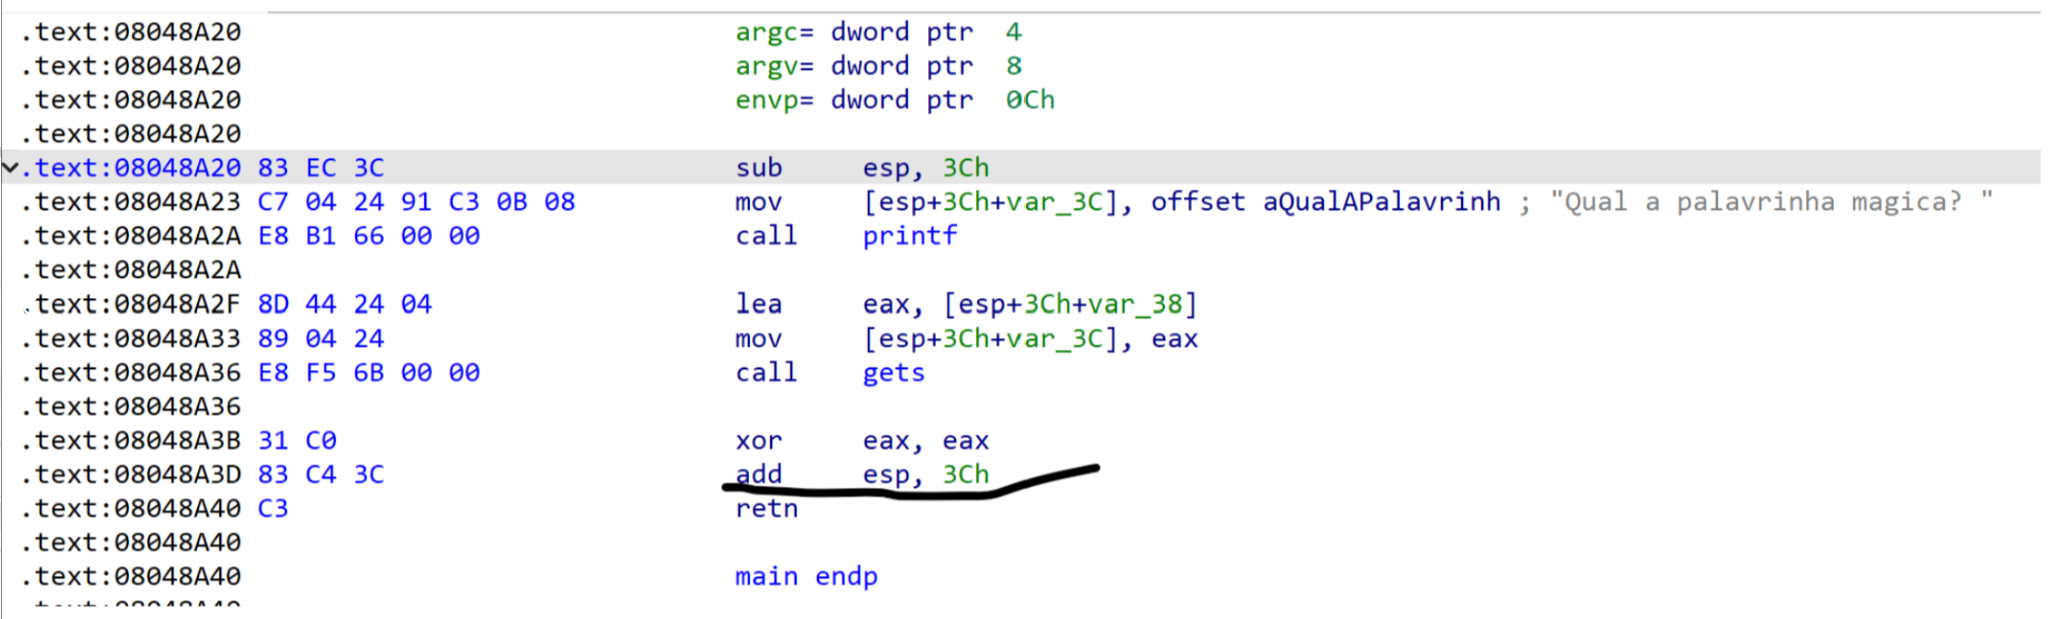 .text:08048A20 argc= dword ptr 4
.text:08048A20 argv= dword ptr 8
.text:08048A20 envp= dword ptr 0Ch
.text:08048A20
.text:08048A20 83 EC 3C sub esp, 3Ch
.text:08048A23 C7 04 24 91 C3 0B 08 mov [esp+3Ch+var_3C], offset aQualAPalavrinh ; "Qual a palavrinha magica? "
.text:08048A2A E8 B1 66 00 00 call printf
.text:08048A2A
.text:08048A2F 8D 44 24 04 lea eax, [esp+3Ch+var_38]
.text:08048A33 89 04 24 mov [esp+3Ch+var_3C], eax
.text:08048A36 E8 F5 6B 00 00 call gets
.text:08048A36
.text:08048A3B 31 C0 xor eax, eax
.text:08048A3D 83 C4 3C add esp, 3Ch
.text:08048A40 C3 retn
.text:08048A40
.text:08048A40 main endp